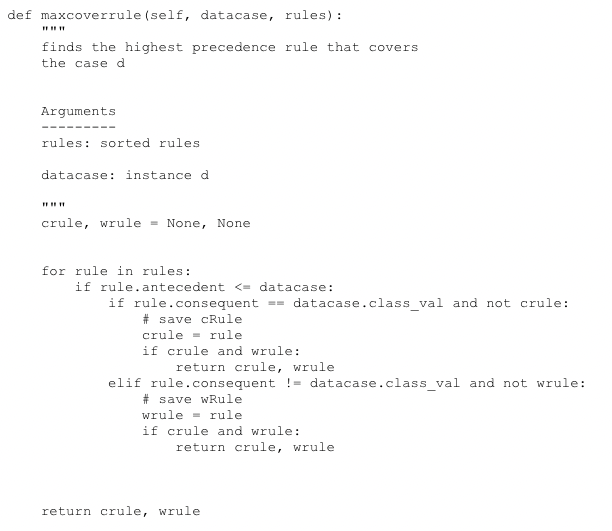 def maxcoverrule(self, datacase, rules):
    """
    finds the highest precedence rule that covers
    the case d
    Arguments
    ---------
    rules: sorted rules
    datacase: instance d
    """
    crule, wrule = None, None
    for rule in rules:
        if rule.antecedent <= datacase:
            if rule.consequent == datacase.class_val and not crule:
                # save cRule
                crule = rule
                if crule and wrule:
                    return crule, wrule
            elif rule.consequent != datacase.class_val and not wrule:
                # save wRule
                wrule = rule
                if crule and wrule:
                    return crule, wrule
    return crule, wrule